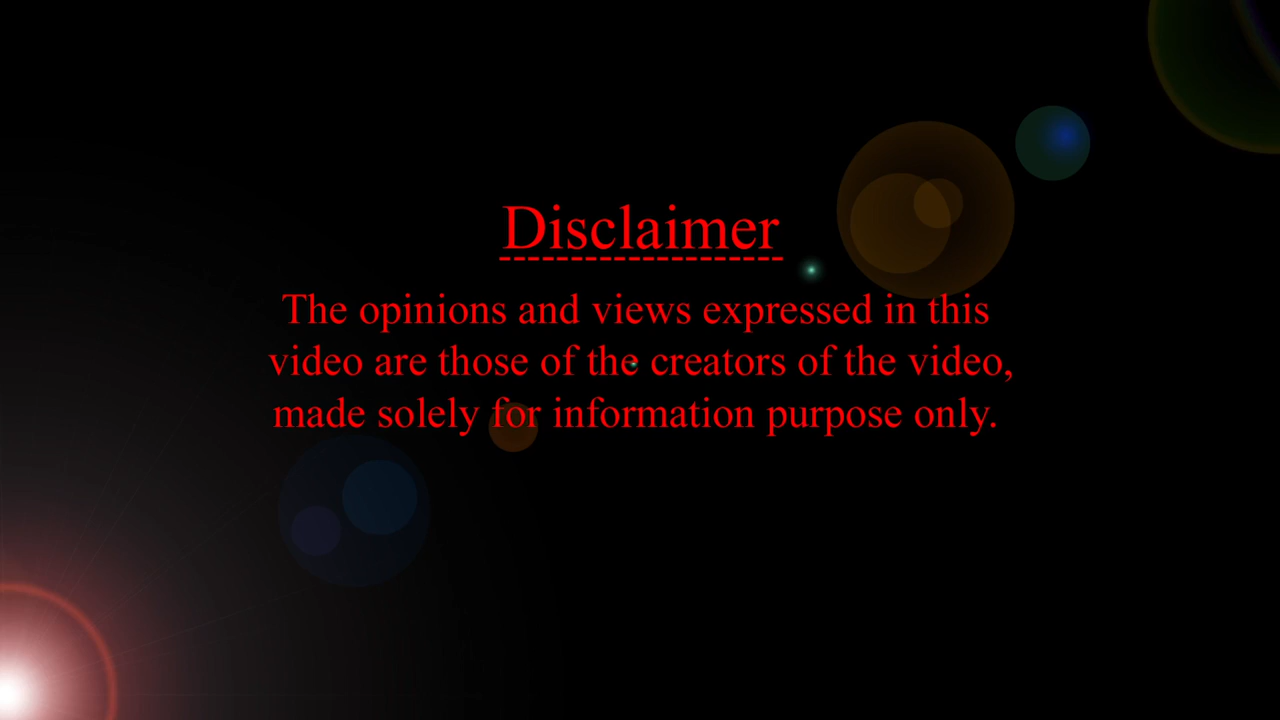 Disclaimer
The opinions and views expressed in this
video are those of the creators of the video,
made solely for information purpose only.